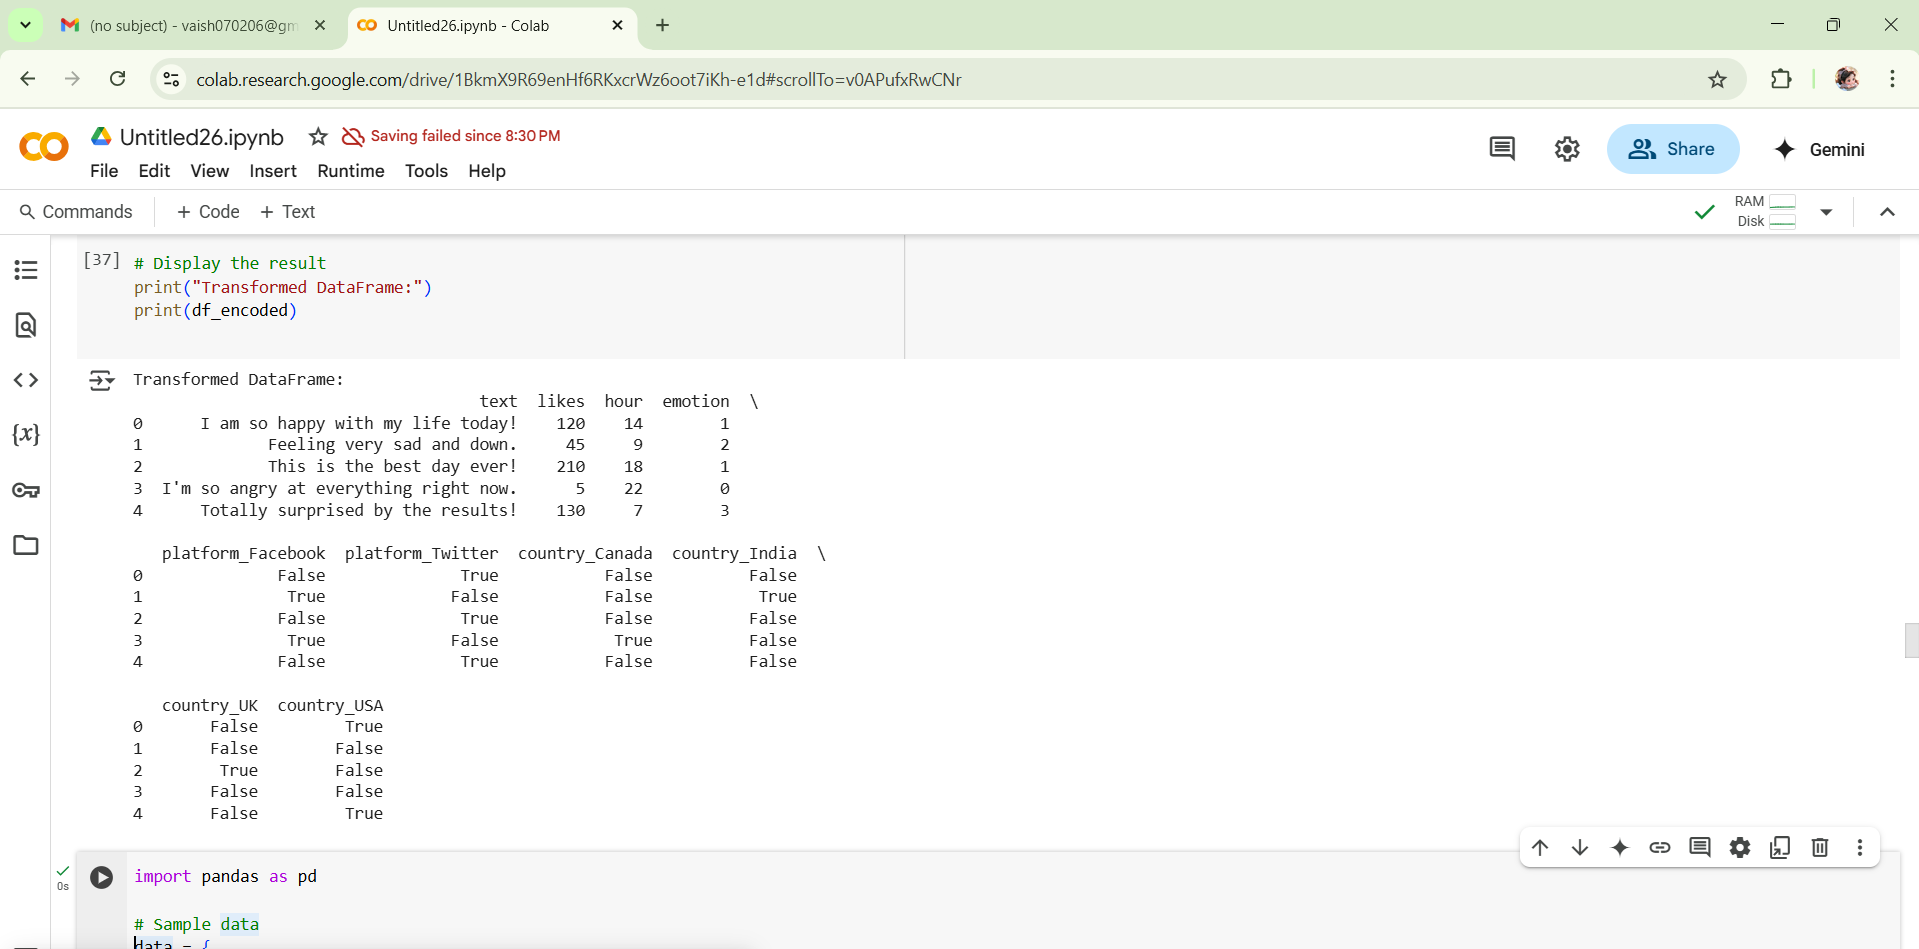 (no subject) - vaish070206@gm
Untitled26.ipynb - Colab
colab.research.google.com/drive/1BkmX9R69enHf6RKxcrWz6oot7iKh-e1d#scrollTo=v0APufxRwCNr
Untitled26.ipynb
Saving failed since 8:30 PM
File Edit View Insert Runtime Tools Help
Share
Gemini
Commands + Code + Text
RAM
Disk
[37] # Display the result
print("Transformed DataFrame:")
print(df_encoded)
Transformed DataFrame:
text likes hour emotion \
0 I am so happy with my life today! 120 14 1
1 Feeling very sad and down. 45 9 2
2 This is the best day ever! 210 18 1
3 I'm so angry at everything right now. 5 22 0
4 Totally surprised by the results! 130 7 3
platform_Facebook platform_Twitter country_Canada country_India \
0 False True False False
1 True False False True
2 False True False False
3 True False True False
4 False True False False
country_UK country_USA
0 False True
1 False False
2 True False
3 False False
4 False True
0s
import pandas as pd
# Sample data
data = {